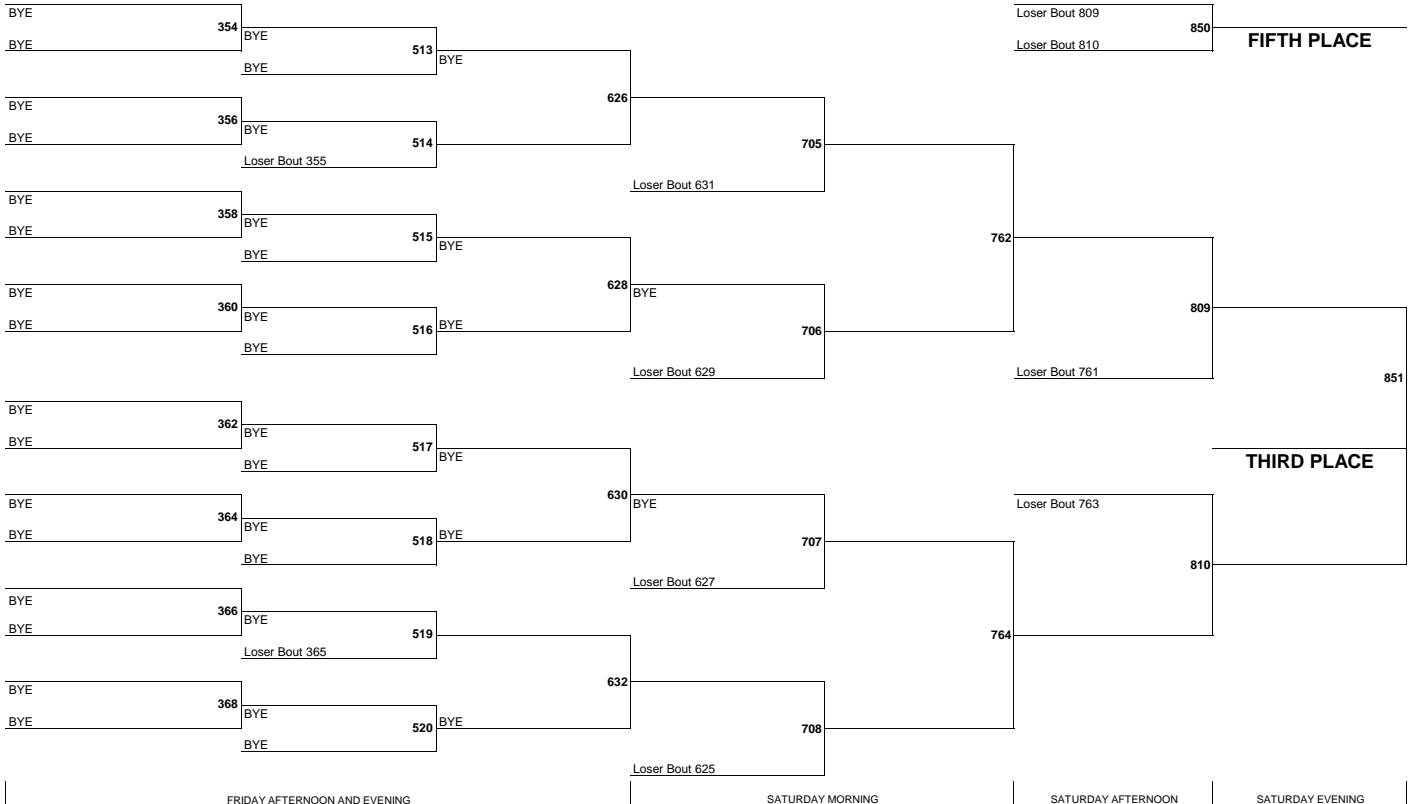 BYE
354
BYE
BYE
513
BYE
BYE
626
BYE
356
BYE
BYE
514
Loser Bout 355
705
Loser Bout 631
BYE
358
BYE
BYE
515
BYE
BYE
762
BYE
628
BYE
360
BYE
BYE
516
BYE
BYE
706
Loser Bout 629
BYE
362
BYE
BYE
517
BYE
BYE
630
BYE
BYE
364
BYE
BYE
518
BYE
BYE
707
Loser Bout 627
BYE
366
BYE
BYE
519
Loser Bout 365
764
BYE
632
368
BYE
BYE
520
BYE
BYE
708
Loser Bout 625
Loser Bout 809
850
Loser Bout 810
FIFTH PLACE
809
Loser Bout 761
851
THIRD PLACE
Loser Bout 763
810
FRIDAY AFTERNOON AND EVENING
SATURDAY MORNING
SATURDAY AFTERNOON
SATURDAY EVENING